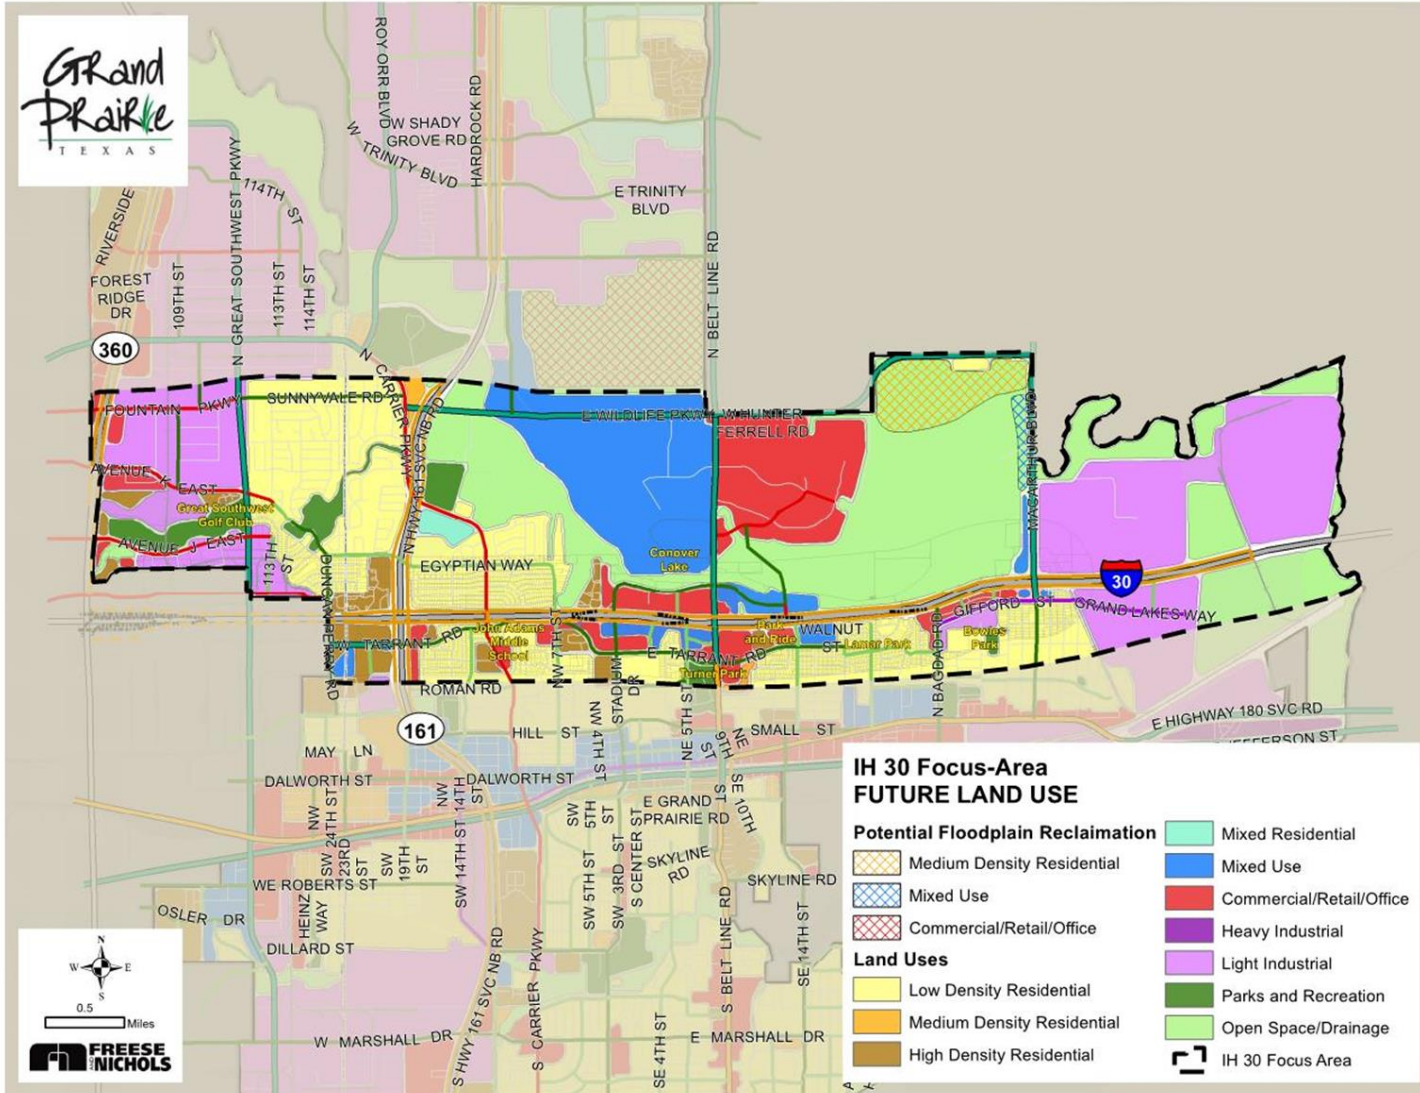 Grand
Prairie
TEXAS
ROY ORR BLVD
W SHADY
GROVE RD
HARDROCK RD
W TRINITY BLVD
E TRINITY
BLVD
N GREAT SOUTHWEST PKWY
114TH ST
RIVERSIDE
FOREST
RIDGE
DR
109TH ST
113TH ST
114TH ST
N BELT LINE RD
360
N CARRIER PKWY
FOUNTAIN PKWY
SUNNYVALE RD
E WILDLIFE PKWY
W HUNTER
FERRELL RD
N HWY 161 SVC NB RD
MACARTHUR BLVD
AVENUE K EAST
Great Southwest
Golf Club
AVENUE J EAST
113TH
ST
DUNCAN PERRY RD
EGYPTIAN WAY
Conover
Lake
30
GIFFORD ST
GRAND LAKES WAY
W TARRANT RD
John Adams
Middle
School
NW 7TH ST
E TARRANT RD
Park
and Ride
WALNUT
ST
Lamar Park
Bowles
Park
Turner Park
N BAGDAD RD
ROMAN RD
STADIUM
DR
161
HILL ST
NW 4TH ST
NE 5TH ST
NE
9TH
ST
SMALL ST
E HIGHWAY 180 SVC RD
JEFFERSON ST
MAY LN
DALWORTH ST
DALWORTH ST
NW
SW 24TH ST
23RD
ST
SW
19TH
ST
NW
14TH
ST
SW 14TH ST
SW
5TH
ST
SW 5TH ST
SW 3RD ST
S CENTER ST
E GRAND
PRAIRIE RD
SE 10TH
ST
SKYLINE
RD
SKYLINE RD
WE ROBERTS ST
OSLER DR
HEINZ
WAY
DILLARD ST
S HWY 161 SVC NB RD
S CARRIER PKWY
S BELT LINE RD
SE 14TH ST
W MARSHALL DR
SE 4TH ST
E MARSHALL DR
IH 30 Focus-Area
FUTURE LAND USE
Potential Floodplain Reclaimation
Medium Density Residential
Mixed Use
Commercial/Retail/Office
Land Uses
Low Density Residential
Medium Density Residential
High Density Residential
Mixed Residential
Mixed Use
Commercial/Retail/Office
Heavy Industrial
Light Industrial
Parks and Recreation
Open Space/Drainage
IH 30 Focus Area
N
W E
S
0.5
Miles
FREESE
AND NICHOLS